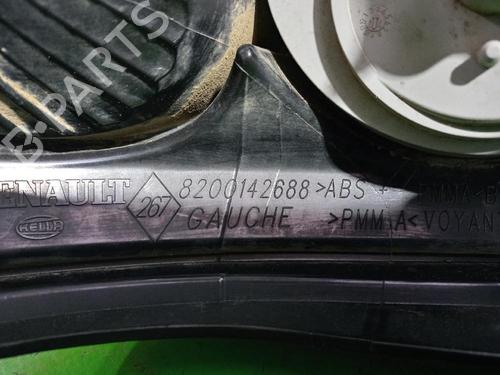 B-PARTS
RENAULT 267 8200142688 >ABS +
HELLA GAUCHE >PMMA< VOYAN